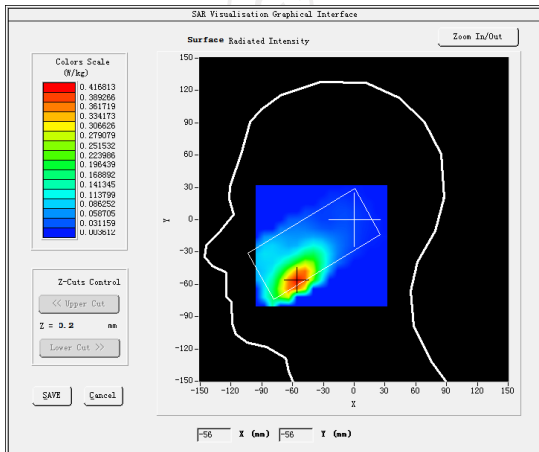 SAR Visualisation Graphical Interface
Surface Radiated Intensity
Zoom In/Out
Colors Scale
(W/kg)
0.416813
0.389266
0.361719
0.334173
0.306626
0.279079
0.251532
0.223986
0.196439
0.168892
0.141345
0.113799
0.086252
0.058705
0.031159
0.003612
Z-Cuts Control
<< Upper Cut
Z = 0.2 mm
Lower Cut >>
SAVE Cancel
150
120
90
60
30
0
-30
-60
-90
-120
-150
Y
-150 -120 -90 -60 -30 0 30 60 90 120 150
X
-56 X (mm) -56 Y (mm)